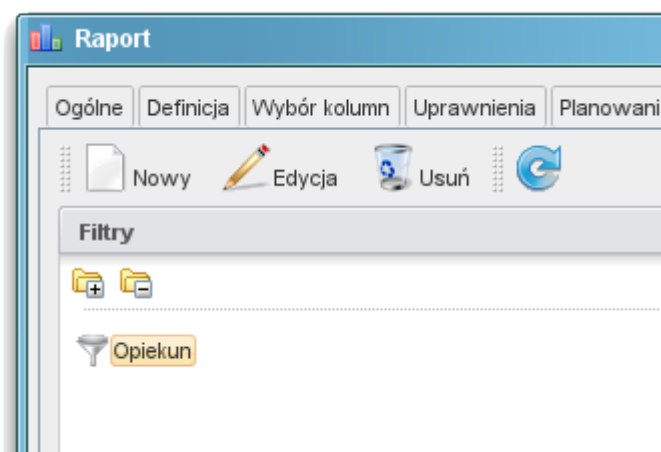 Raport
Ogólne Definicja Wybór kolumn Uprawnienia Planowani
Nowy Edycja Usuń
Filtry
Opiekun